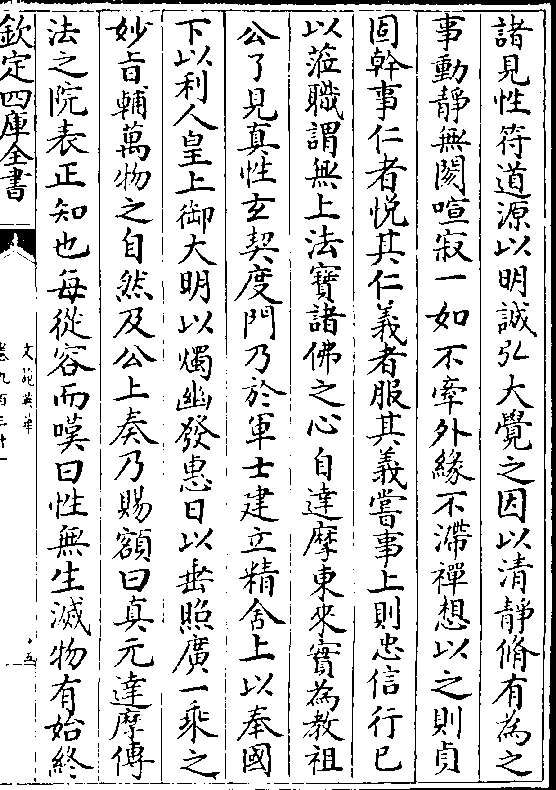 諸見性符道源以明誠弘大覺之因以清靜脩有為之
事動靜無閡喧寂一如不牽外緣不滯禪想以之則貞
固幹事仁者悦其仁義者服其義嘗事上則忠信行已
以蒞職謂無上法寶諸佛之心自達摩東來實為教祖
公了見真性玄契度門乃於軍士建立精舍上以奉國
下以利人皇上御大明以燭幽發惠日以垂照廣一乘之
妙旨輔萬物之自然及公上奏乃賜額曰真元達摩傳
法之院表正知也每從容而嘆曰性無生滅物有始終
欽定四庫全書
文苑英華
卷九百三十一
五